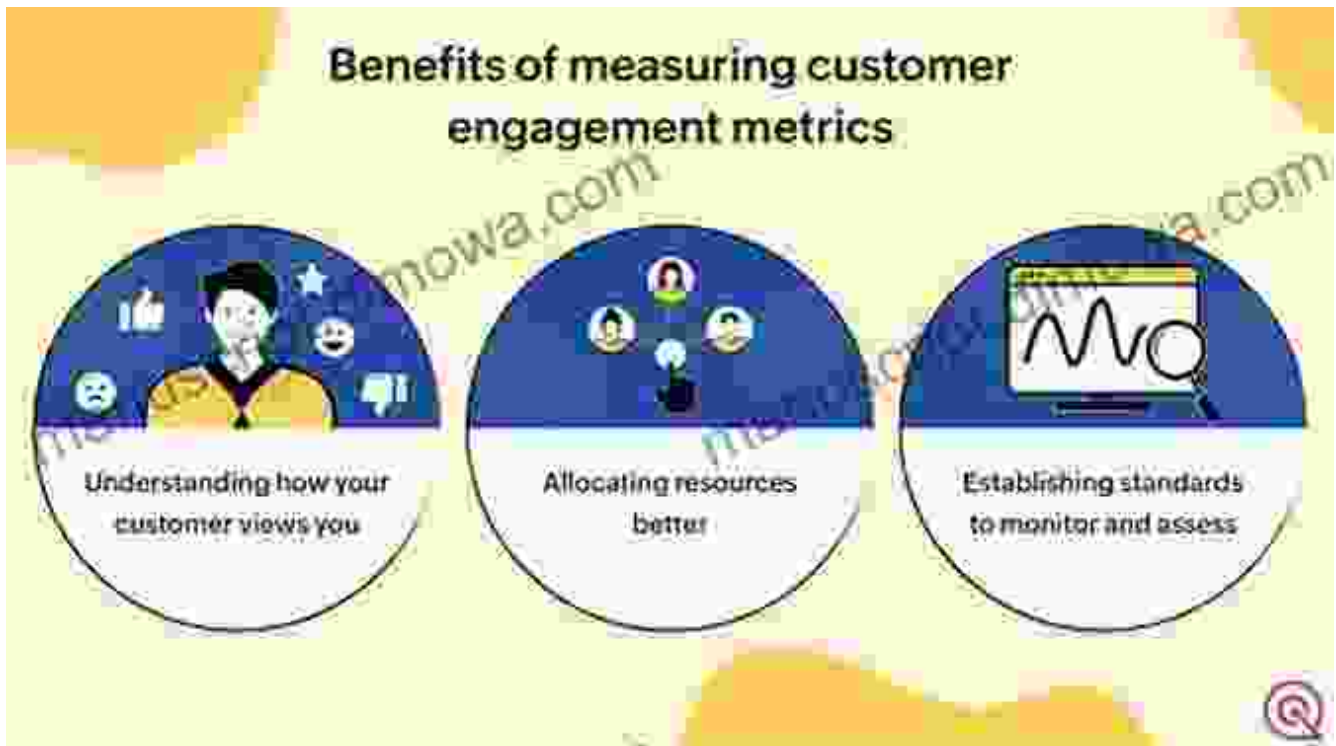 Benefits of measuring customer
engagement metrics
Understanding how your
customer views you
Allocating resources
better
Establishing standards
to monitor and assess